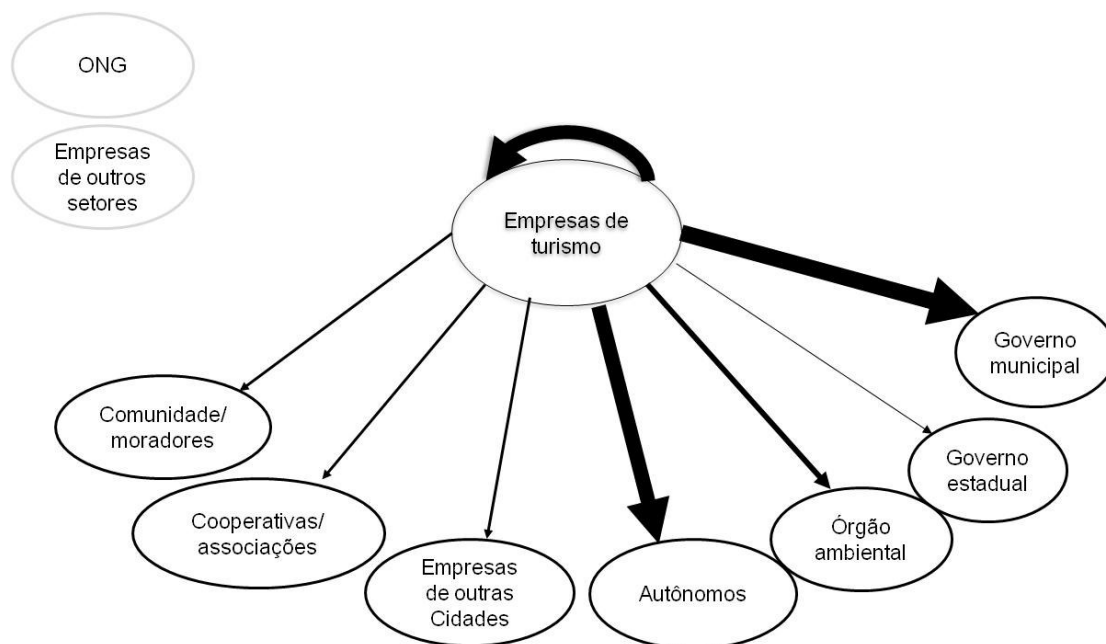 ONG
Empresas
de outros
setores
Empresas de
turismo
Governo
municipal
Comunidade/
moradores
Governo
estadual
Cooperativas/
associações
Órgão
ambiental
Empresas
de outras
Cidades
Autônomos